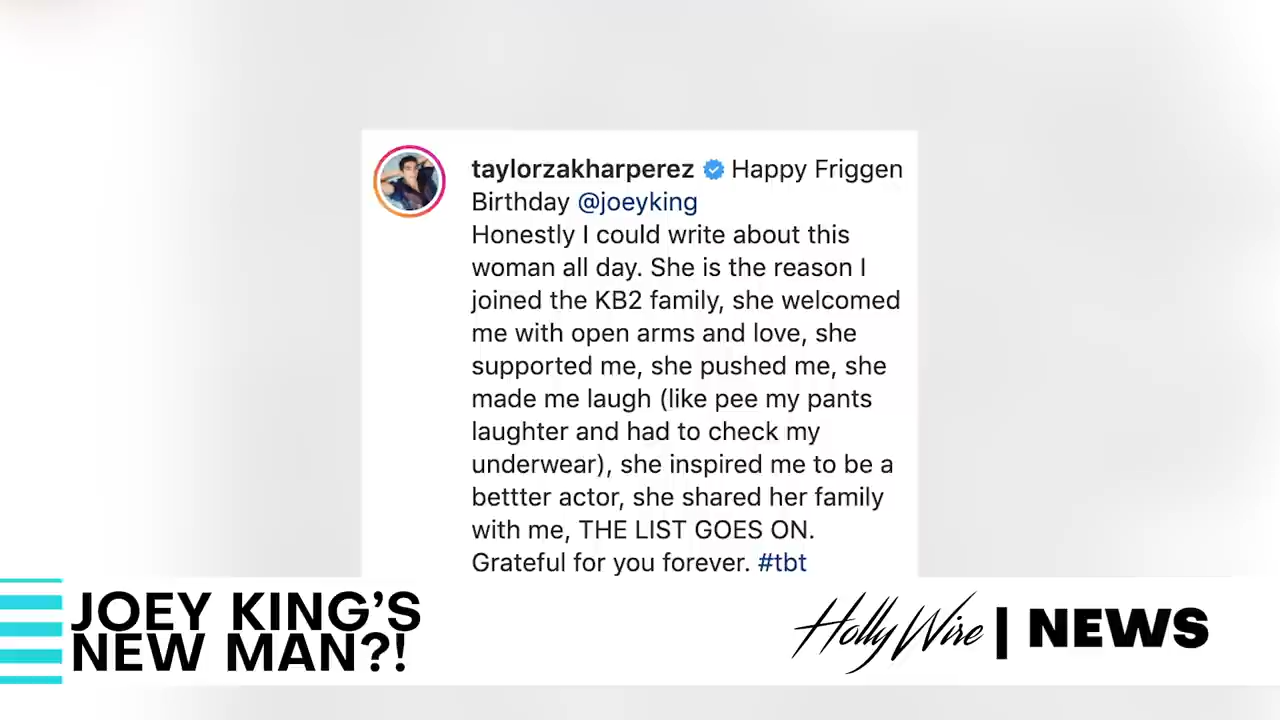 taylorzakharperez Happy Friggen
Birthday @joeyking
Honestly I could write about this
woman all day. She is the reason I
joined the KB2 family, she welcomed
me with open arms and love, she
supported me, she pushed me, she
made me laugh (like pee my pants
laughter and had to check my
underwear), she inspired me to be a
bettter actor, she shared her family
with me, THE LIST GOES ON.
Grateful for you forever. #tbt
JOEY KING'S
NEW MAN?!
HollyWire | NEWS